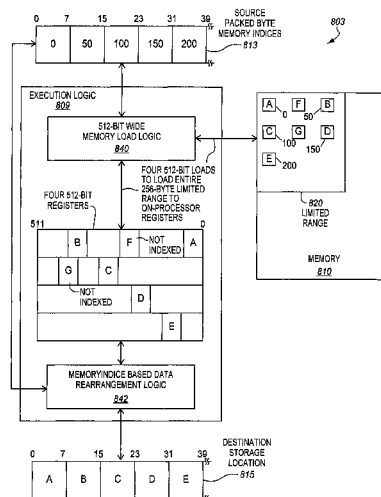 0 7 15 23 31 39
SOURCE
PACKED BYTE
MEMORY INDICES
813
0 50 100 150 200
803
EXECUTION LOGIC
809
512-BIT WIDE
MEMORY LOAD LOGIC
840
FOUR 512-BIT LOADS
TO LOAD ENTIRE
256-BYTE LIMITED
RANGE TO
ON-PROCESSOR
REGISTERS
FOUR 512-BIT
REGISTERS
511 0
B F NOT INDEXED A
G NOT INDEXED C
D
E
MEMORYINDICE BASED DATA
REARRANGEMENT LOGIC
842
A F B
0 50
C G D
100 150
E
200
820
LIMITED
RANGE
MEMORY
810
0 7 15 23 31 39
DESTINATION
STORAGE
LOCATION
815
A B C D E